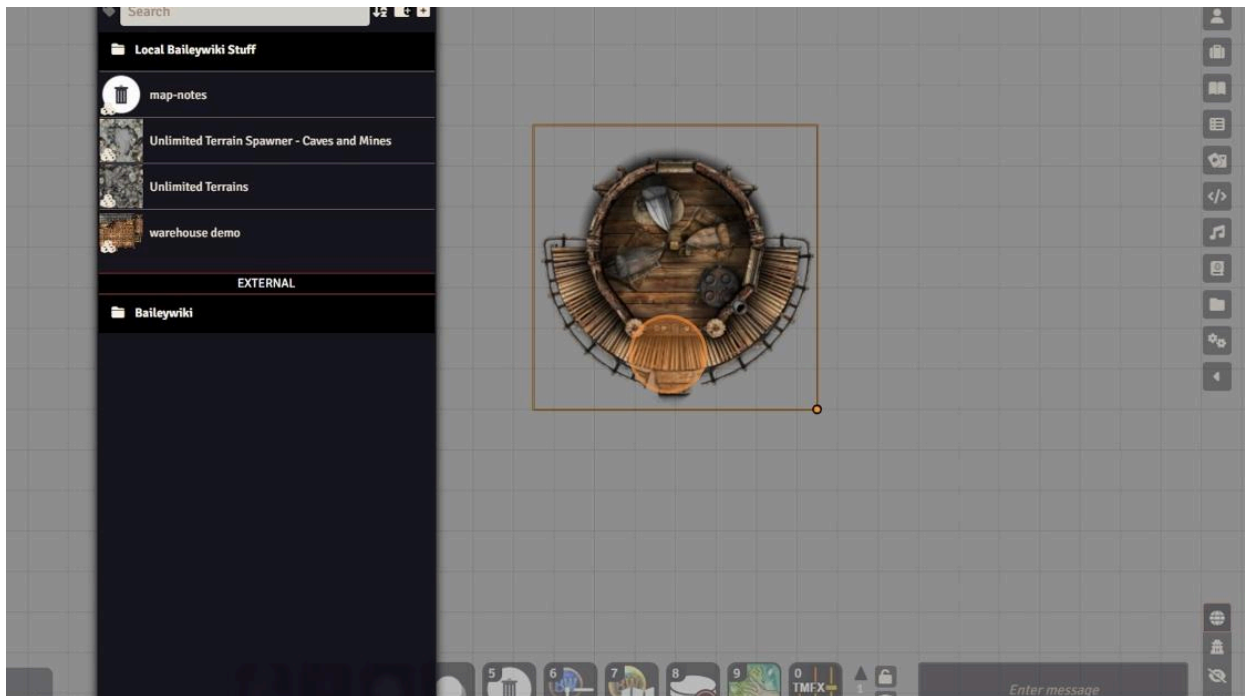 Search
Local Baileywiki Stuff
map-notes
Unlimited Terrain Spawner - Caves and Mines
Unlimited Terrains
warehouse demo
EXTERNAL
Baileywiki
5
6
7
8
9
0
TMFX
1
Enter message